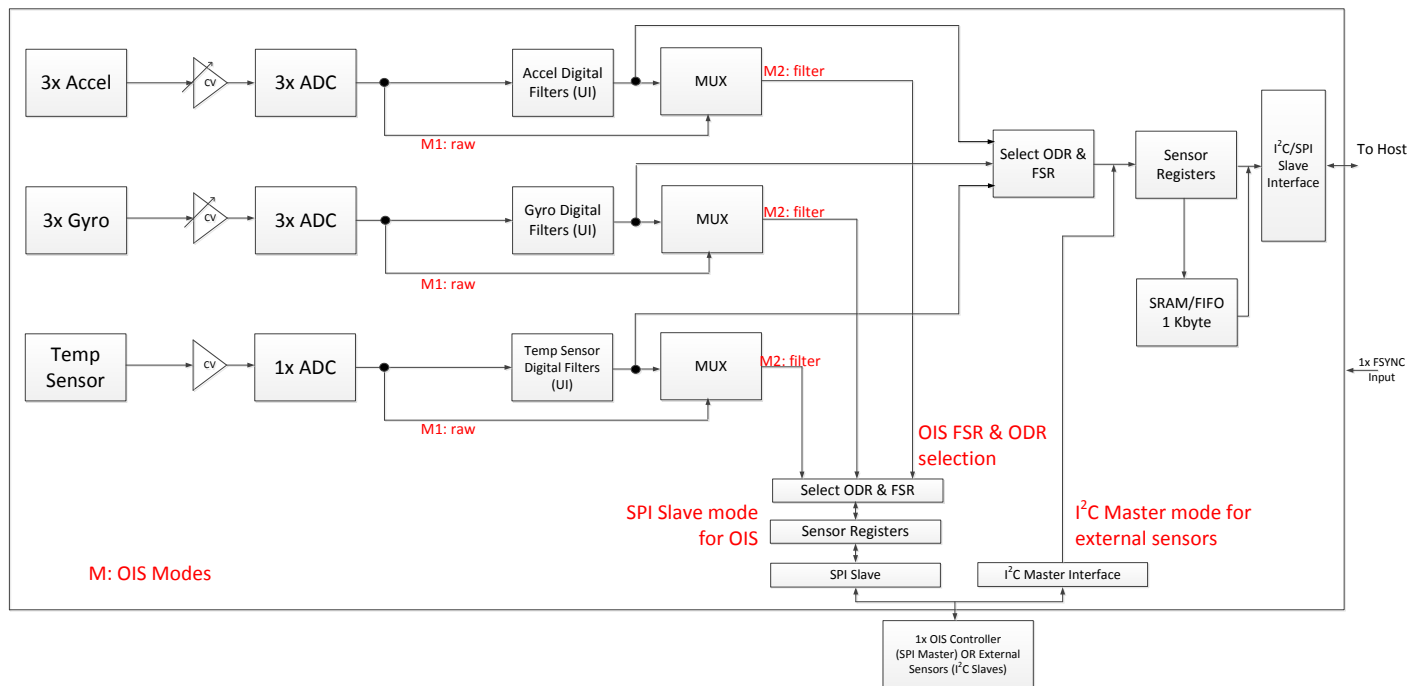 3x Accel
CV
3x ADC
Accel Digital
Filters (UI)
MUX
M2: filter
M1: raw
3x Gyro
CV
3x ADC
Gyro Digital
Filters (UI)
MUX
M2: filter
M1: raw
Temp
Sensor
CV
1x ADC
Temp Sensor
Digital Filters
(UI)
MUX
M2: filter
M1: raw
Select ODR &
FSR
Sensor
Registers
I²C/SPI
Slave
Interface
To Host
SRAM/FIFO
1 Kbyte
1x FSYNC
Input
OIS FSR & ODR
selection
Select ODR & FSR
SPI Slave mode
for OIS
Sensor Registers
SPI Slave
I²C Master mode for
external sensors
I²C Master Interface
M: OIS Modes
1x OIS Controller
(SPI Master) OR External
Sensors (I²C Slaves)